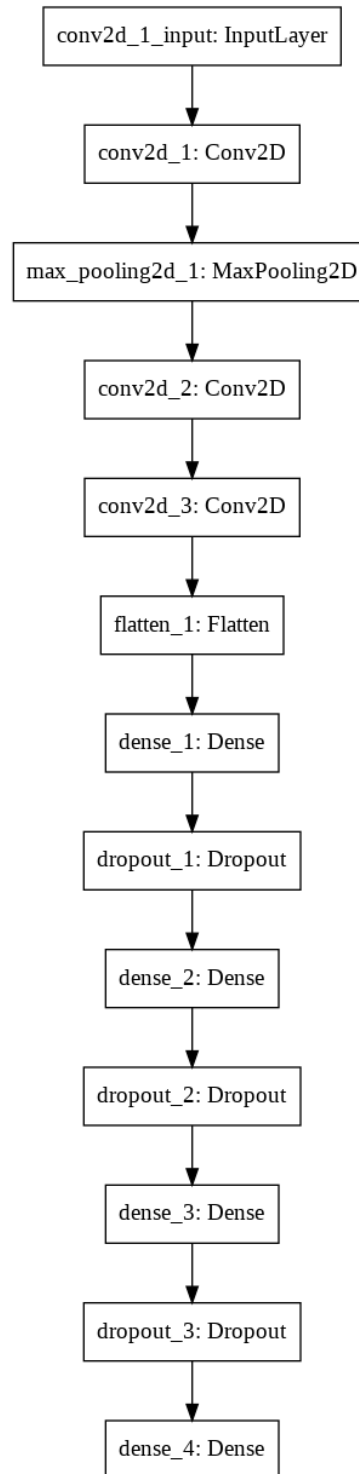 conv2d_1_input: InputLayer
conv2d_1: Conv2D
max_pooling2d_1: MaxPooling2D
conv2d_2: Conv2D
conv2d_3: Conv2D
flatten_1: Flatten
dense_1: Dense
dropout_1: Dropout
dense_2: Dense
dropout_2: Dropout
dense_3: Dense
dropout_3: Dropout
dense_4: Dense